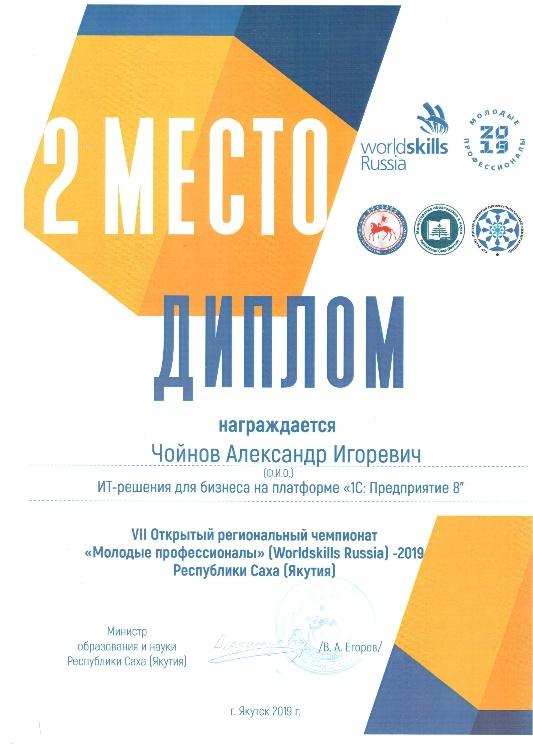 2 МЕСТО
worldskills
Russia
МОЛОДЫЕ ПРОФЕССИОНАЛЫ
2019
ДИПЛОМ
награждается
Чойнов Александр Игоревич
(Ф.И.О.)
ИТ-решения для бизнеса на платформе «1С: Предприятие 8"
VII Открытый региональный чемпионат
«Молодые профессионалы» (Worldskills Russia) -2019
Республики Саха (Якутия)
Министр
образования и науки
Республики Саха (Якутия)
/В. А. Егоров/
г. Якутск 2019 г.